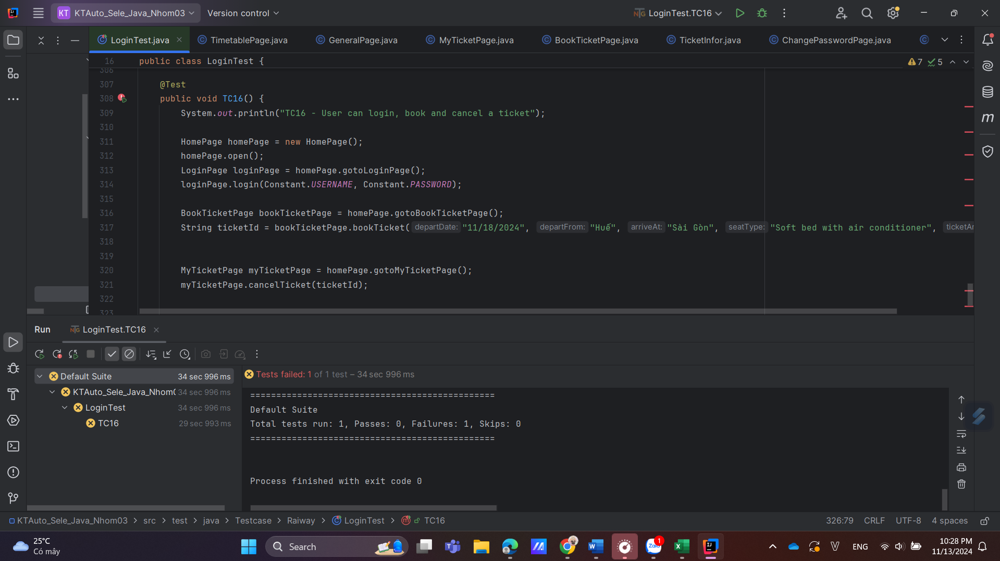 KT KTAuto_Sele_Java_Nhom03 Version control LoginTest.TC16
LoginTest.java TimetablePage.java GeneralPage.java MyTicketPage.java BookTicketPage.java TicketInfor.java ChangePasswordPage.java
16 public class LoginTest { 7 5
306
307 @Test
308 public void TC16() {
309 System.out.println("TC16 - User can login, book and cancel a ticket");
310
311 HomePage homePage = new HomePage();
312 homePage.open();
313 LoginPage loginPage = homePage.gotoLoginPage();
314 loginPage.login(Constant.USERNAME, Constant.PASSWORD);
315
316 BookTicketPage bookTicketPage = homePage.gotoBookTicketPage();
317 String ticketId = bookTicketPage.bookTicket( departDate: "11/18/2024", departFrom: "Huế", arriveAt: "Sài Gòn", seatType: "Soft bed with air conditioner", ticketAr
318
319
320 MyTicketPage myTicketPage = homePage.gotoMyTicketPage();
321 myTicketPage.cancelTicket(ticketId);
322
323
Run LoginTest.TC16
Default Suite 34 sec 996 ms
KTAuto_Sele_Java_Nhom0 34 sec 996 ms
LoginTest 34 sec 996 ms
TC16 29 sec 993 ms
Tests failed: 1 of 1 test – 34 sec 996 ms
===============================================
Default Suite
Total tests run: 1, Passes: 0, Failures: 1, Skips: 0
===============================================
Process finished with exit code 0
KTAuto_Sele_Java_Nhom03 > src > test > java > Testcase > Raiway > LoginTest > TC16 326:79 CRLF UTF-8 4 spaces
25°C
Có mây
Search
Zalo
1
ENG
10:28 PM
11/13/2024